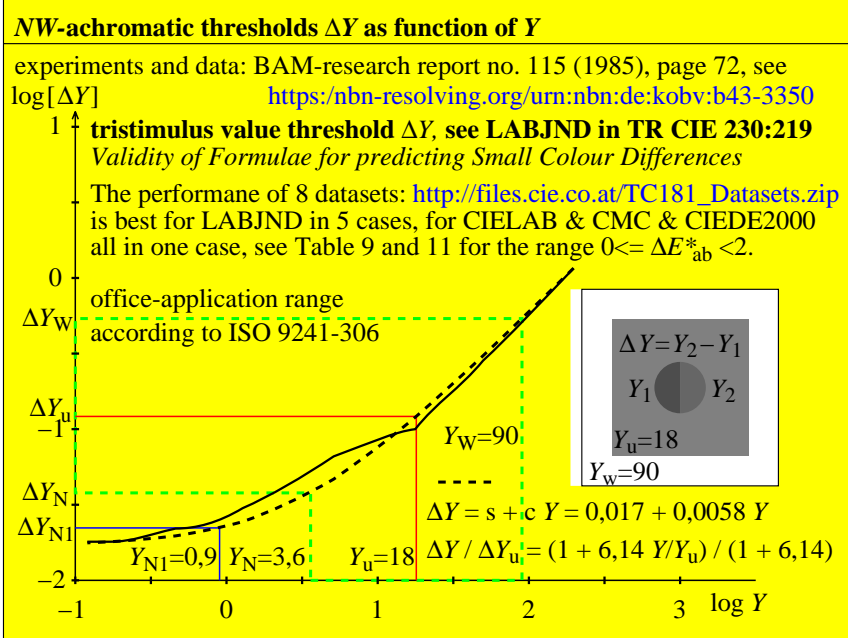 NW-achromatic thresholds ΔY as function of Y
experiments and data: BAM-research report no. 115 (1985), page 72, see
log[ΔY] https:/nbn-resolving.org/urn:nbn:de:kobv:b43-3350
1 tristimulus value threshold ΔY, see LABJND in TR CIE 230:219
Validity of Formulae for predicting Small Colour Differences
The performane of 8 datasets: http://files.cie.co.at/TC181_Datasets.zip
is best for LABJND in 5 cases, for CIELAB & CMC & CIEDE2000
all in one case, see Table 9 and 11 for the range 0<= ΔE*ab <2.
0
office-application range
ΔYW
according to ISO 9241-306
ΔY=Y2−Y1
Y1 Y2
ΔYu
−1
YW=90
Yu=18
Yw=90
ΔYN
ΔY = s + c Y = 0,017 + 0,0058 Y
ΔYN1
YN1=0,9 YN=3,6 Yu=18 ΔY / ΔYu = (1 + 6,14 Y/Yu) / (1 + 6,14)
−2
−1 0 1 2 3 log Y